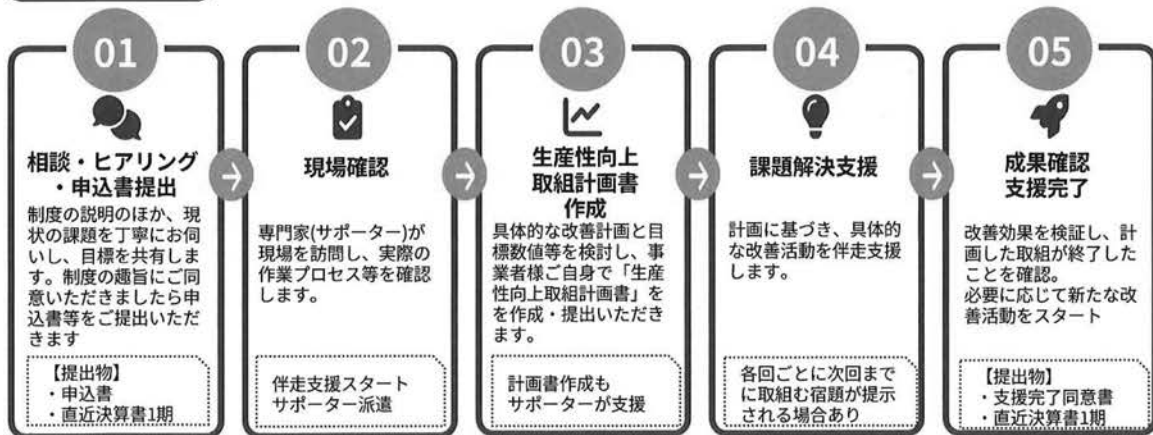 01
相談・ヒアリング
・申込書提出
制度の説明のほか、現
状の課題を丁寧にお伺
いし、目標を共有しま
す。制度の趣旨にご同
意いただきましたら申
込書等をご提出いただ
きます
【提出物】
・申込書
・直近決算書1期
02
現場確認
専門家(サポーター)が
現場を訪問し、実際の
作業プロセス等を確認
します。
伴走支援スタート
サポーター派遣
03
生産性向上
取組計画書
作成
具体的な改善計画と目
標数値等を検討し、事
業者様ご自身で「生産
性向上取組計画書」を
を作成・提出いただき
ます。
計画書作成も
サポーターが支援
04
課題解決支援
計画に基づき、具体的
な改善活動を伴走支援
します。
各回ごとに次回まで
に取組む宿題が提示
される場合あり
05
成果確認
支援完了
改善効果を検証し、計
画した取組が終了した
ことを確認。
必要に応じて新たな改
善活動をスタート
【提出物】
・支援完了同意書
・直近決算書1期